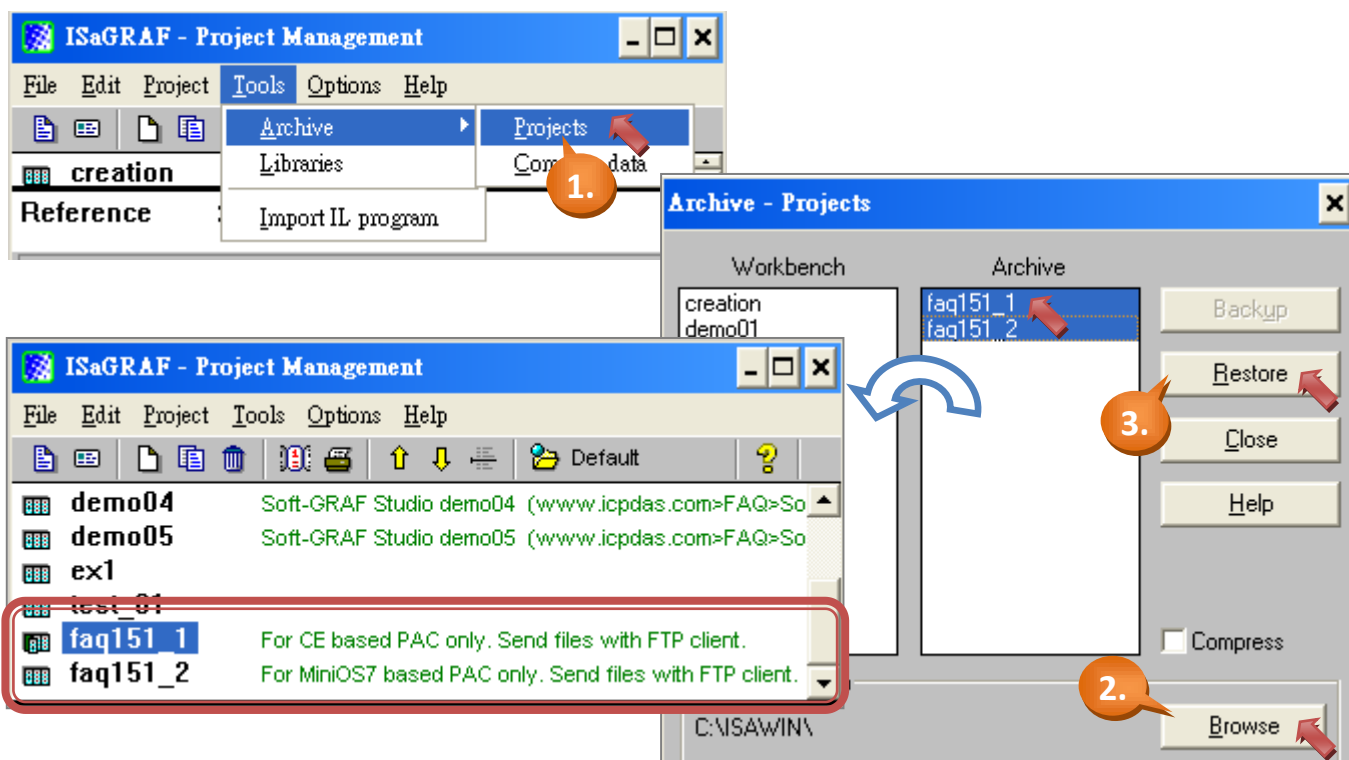 ISaGRAF - Project Management
File Edit Project Tools Options Help
Archive
Projects
Libraries
data
Import IL program
1.
creation
Reference :
Archive - Projects
Workbench
Archive
creation
demo01
faq151_1
faq151_2
Backup
Restore
3.
Close
Help
Compress
2.
C:\ISAWIN\
Browse
ISaGRAF - Project Management
File Edit Project Tools Options Help
Default
demo04 Soft-GRAF Studio demo04 (www.icpdas.com>FAQ>So
demo05 Soft-GRAF Studio demo05 (www.icpdas.com>FAQ>So
ex1
test_01
faq151_1 For CE based PAC only. Send files with FTP client.
faq151_2 For MiniOS7 based PAC only. Send files with FTP client.